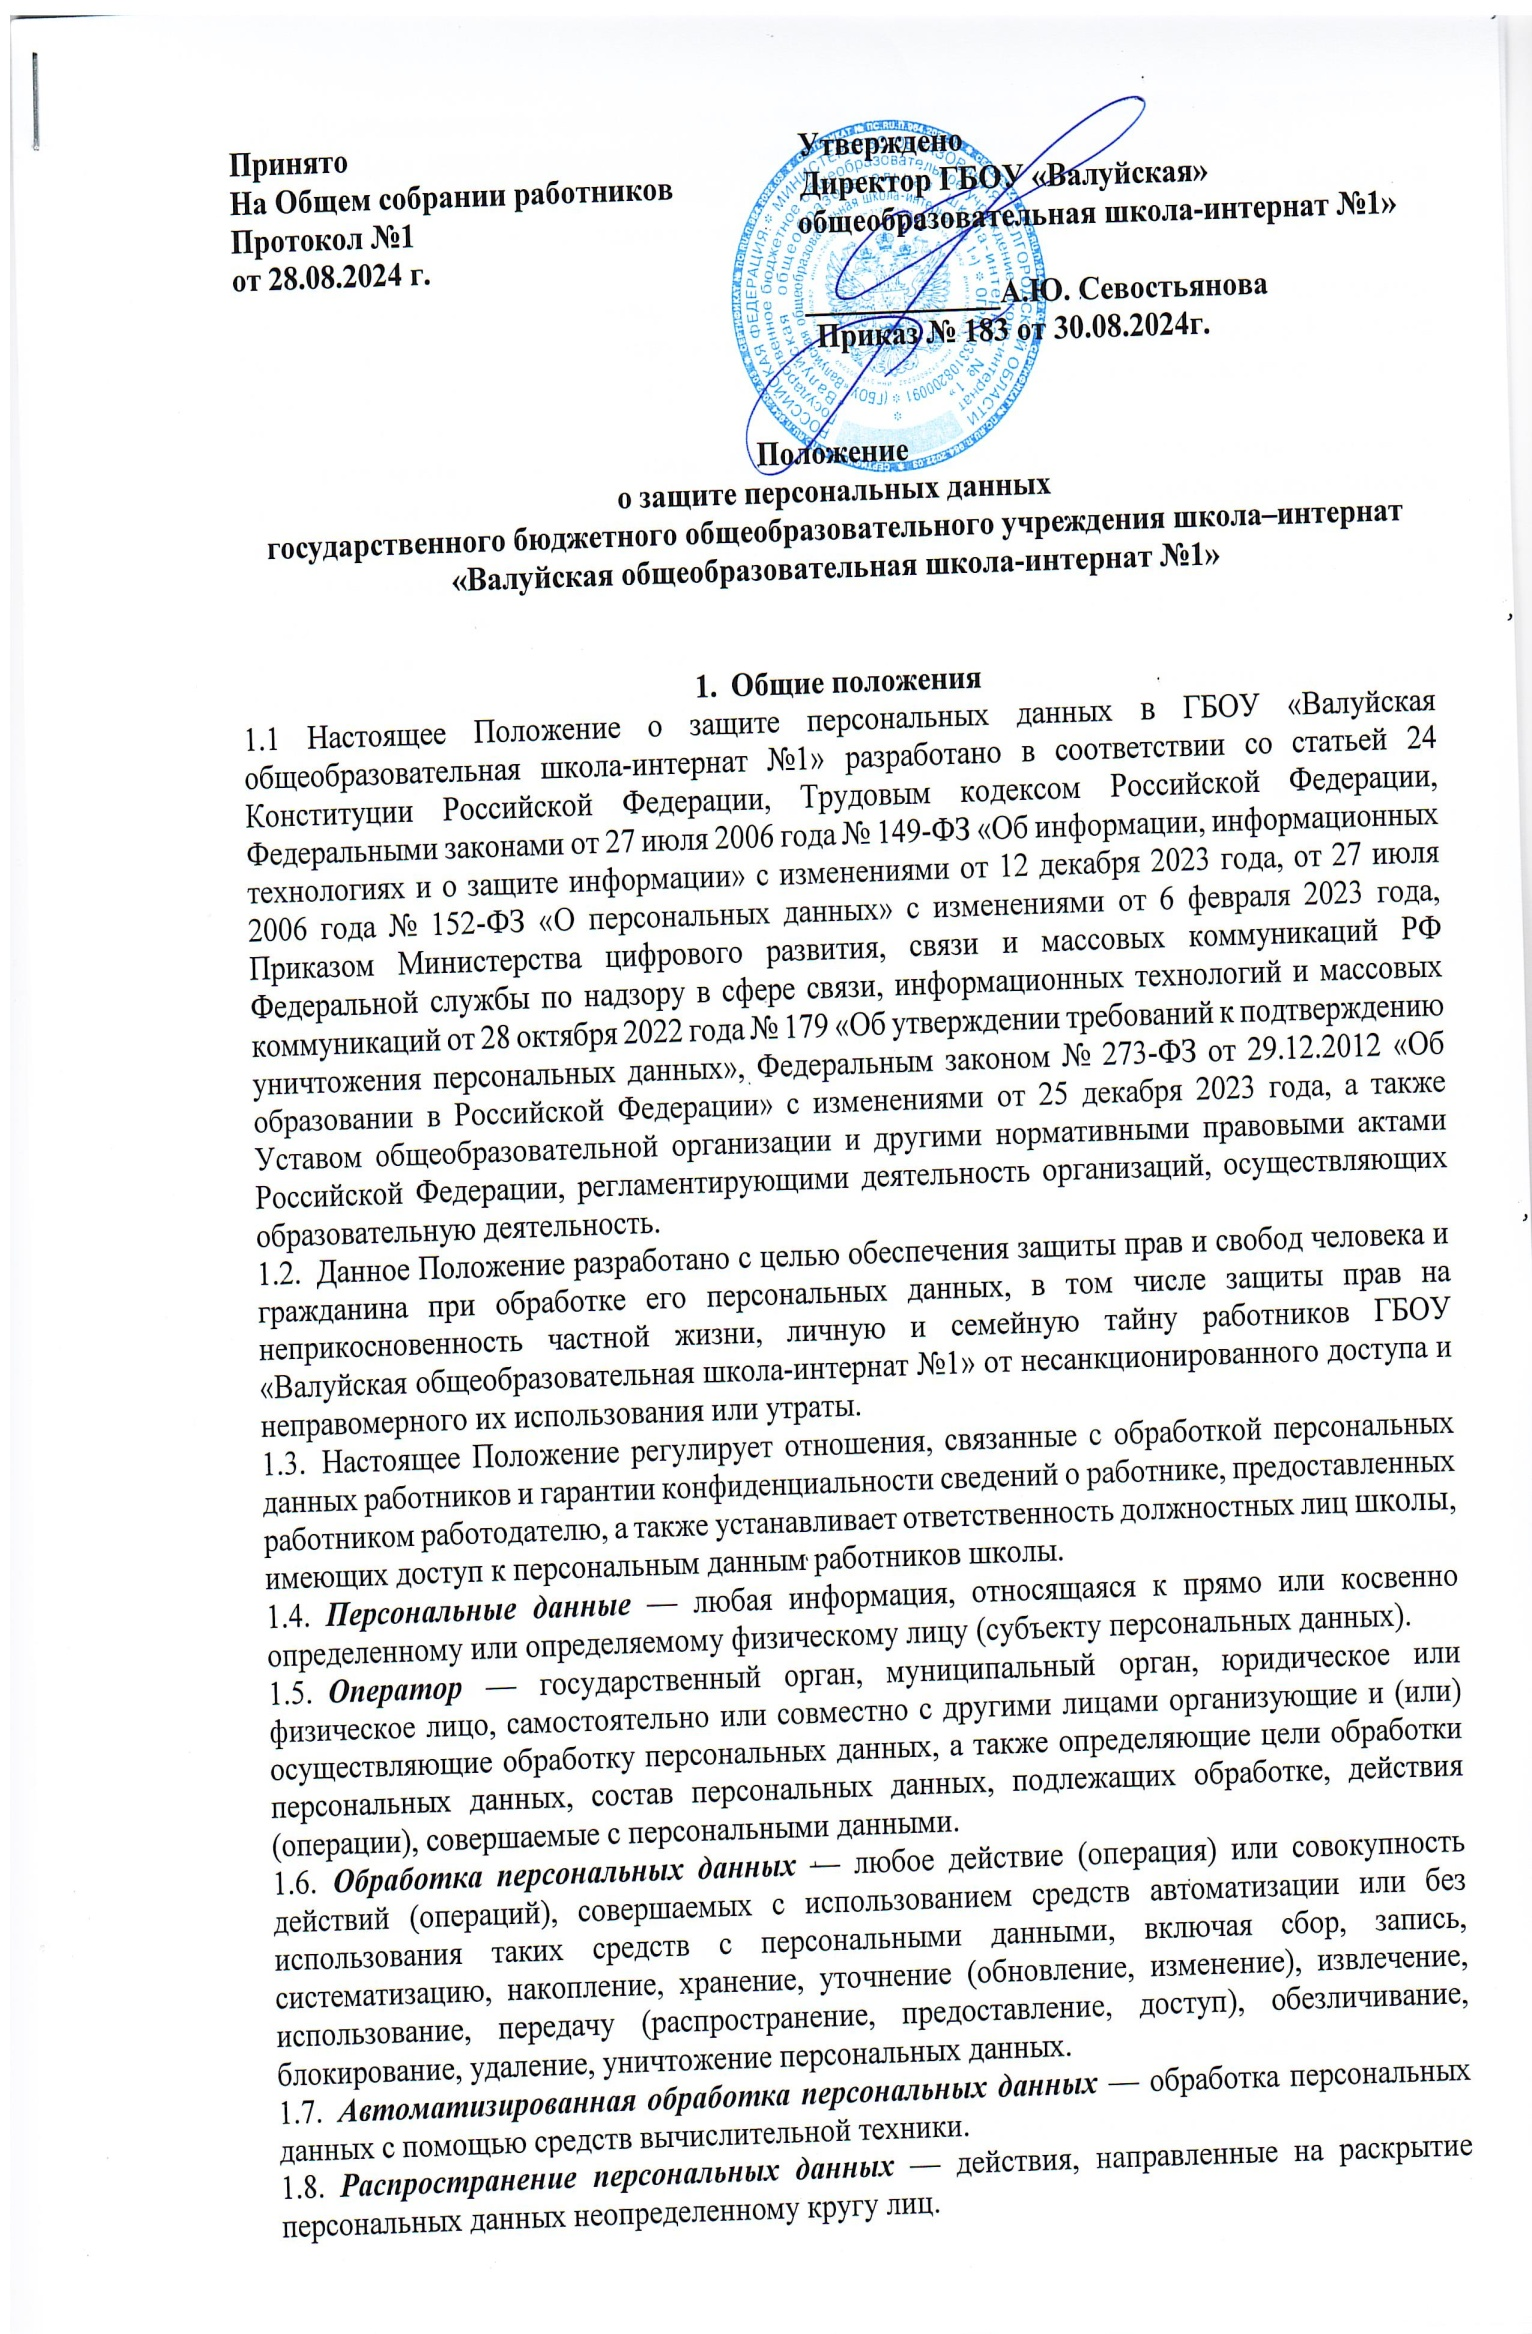 Принято
На Общем собрании работников
Протокол №1
от 28.08.2024 г.
Утверждено
Директор ГБОУ «Валуйская»
общеобразовательная школа-интернат №1»
____________А.Ю. Севостьянова
Приказ № 183 от 30.08.2024г.
Положение
о защите персональных данных
государственного бюджетного общеобразовательного учреждения школа–интернат
«Валуйская общеобразовательная школа-интернат №1»
1. Общие положения
1.1 Настоящее Положение о защите персональных данных в ГБОУ «Валуйская
общеобразовательная школа-интернат №1» разработано в соответствии со статьей 24
Конституции Российской Федерации, Трудовым кодексом Российской Федерации,
Федеральными законами от 27 июля 2006 года № 149-ФЗ «Об информации, информационных
технологиях и о защите информации» с изменениями от 12 декабря 2023 года, от 27 июля
2006 года № 152-ФЗ «О персональных данных» с изменениями от 6 февраля 2023 года,
Приказом Министерства цифрового развития, связи и массовых коммуникаций РФ
Федеральной службы по надзору в сфере связи, информационных технологий и массовых
коммуникаций от 28 октября 2022 года № 179 «Об утверждении требований к подтверждению
уничтожения персональных данных», Федеральным законом № 273-ФЗ от 29.12.2012 «Об
образовании в Российской Федерации» с изменениями от 25 декабря 2023 года, а также
Уставом общеобразовательной организации и другими нормативными правовыми актами
Российской Федерации, регламентирующими деятельность организаций, осуществляющих
образовательную деятельность.
1.2. Данное Положение разработано с целью обеспечения защиты прав и свобод человека и
гражданина при обработке его персональных данных, в том числе защиты прав на
неприкосновенность частной жизни, личную и семейную тайну работников ГБОУ
«Валуйская общеобразовательная школа-интернат №1» от несанкционированного доступа и
неправомерного их использования или утраты.
1.3. Настоящее Положение регулирует отношения, связанные с обработкой персональных
данных работников и гарантии конфиденциальности сведений о работнике, предоставленных
работником работодателю, а также устанавливает ответственность должностных лиц школы,
имеющих доступ к персональным данным работников школы.
1.4. Персональные данные — любая информация, относящаяся к прямо или косвенно
определенному или определяемому физическому лицу (субъекту персональных данных).
1.5. Оператор — государственный орган, муниципальный орган, юридическое или
физическое лицо, самостоятельно или совместно с другими лицами организующие и (или)
осуществляющие обработку персональных данных, а также определяющие цели обработки
персональных данных, состав персональных данных, подлежащих обработке, действия
(операции), совершаемые с персональными данными.
1.6. Обработка персональных данных — любое действие (операция) или совокупность
действий (операций), совершаемых с использованием средств автоматизации или без
использования таких средств с персональными данными, включая сбор, запись,
систематизацию, накопление, хранение, уточнение (обновление, изменение), извлечение,
использование, передачу (распространение, предоставление, доступ), обезличивание,
блокирование, удаление, уничтожение персональных данных.
1.7. Автоматизированная обработка персональных данных — обработка персональных
данных с помощью средств вычислительной техники.
1.8. Распространение персональных данных — действия, направленные на раскрытие
персональных данных неопределенному кругу лиц.